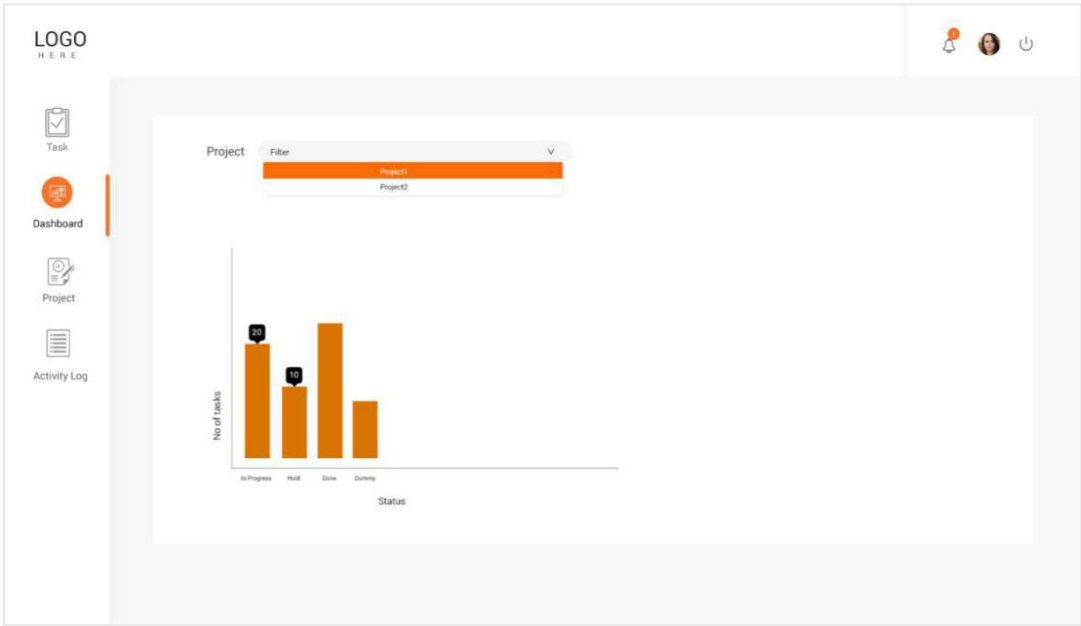 LOGO
HERE
1
Task
Dashboard
Project
Activity Log
Project
Filter
V
Project1
Project2
No of tasks
20
10
In Progress
Hold
Done
Dummy
Status